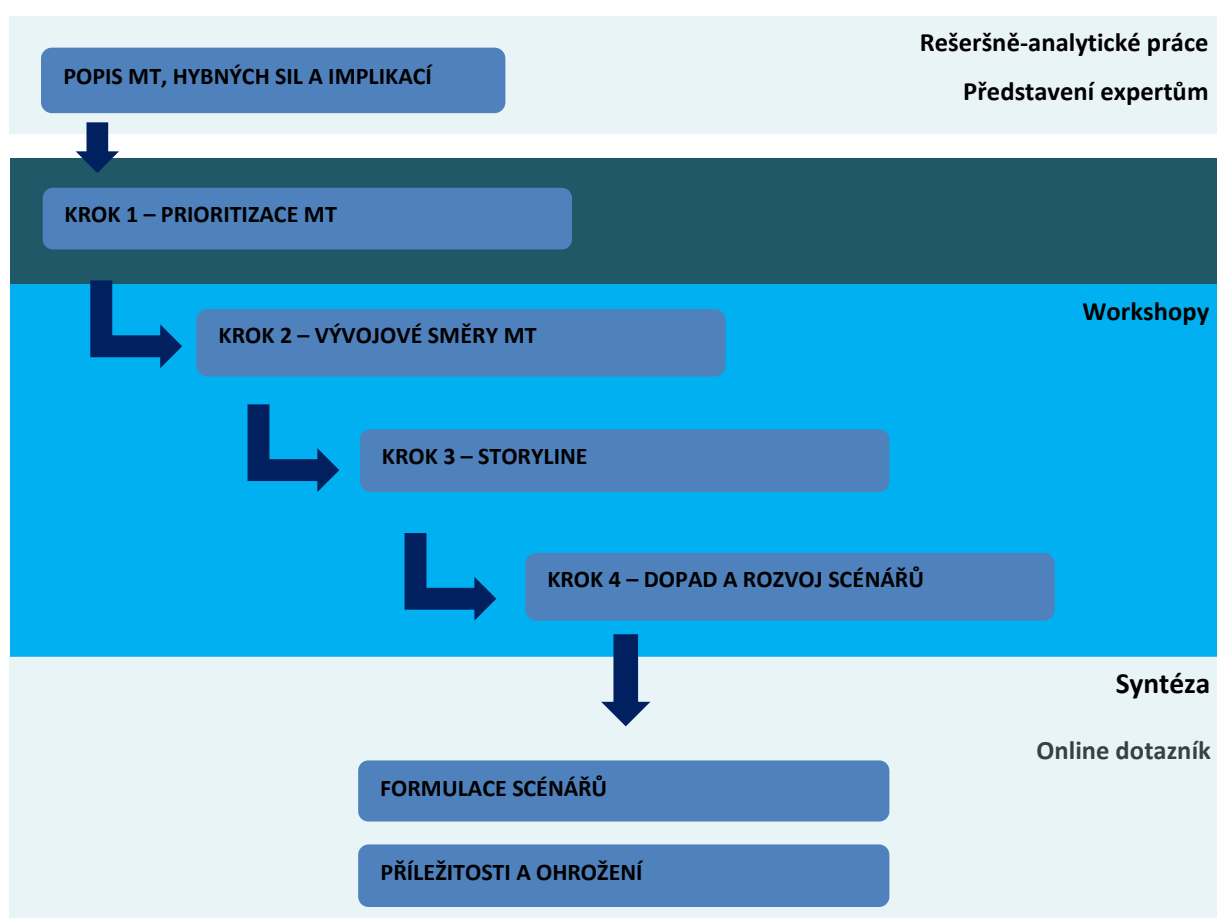 Rešeršně-analytické práce
POPIS MT, HYBNÝCH SIL A IMPLIKACÍ
Představení expertům
KROK 1 – PRIORITIZACE MT
Workshopy
KROK 2 – VÝVOJOVÉ SMĚRY MT
KROK 3 – STORYLINE
KROK 4 – DOPAD A ROZVOJ SCÉNÁŘŮ
Syntéza
Online dotazník
FORMULACE SCÉNÁŘŮ
PŘÍLEŽITOSTI A OHROŽENÍ